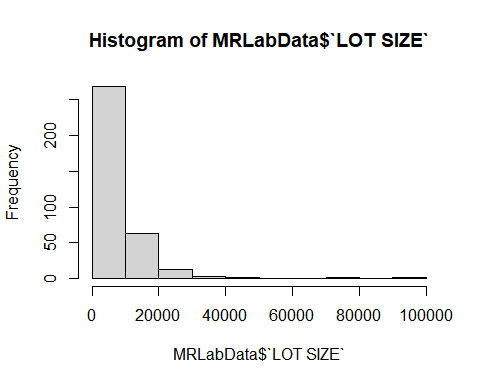 Histogram of MRLabData$`LOT SIZE`
Frequency
200
100
50
0
0 20000 40000 60000 80000 100000
MRLabData$`LOT SIZE`